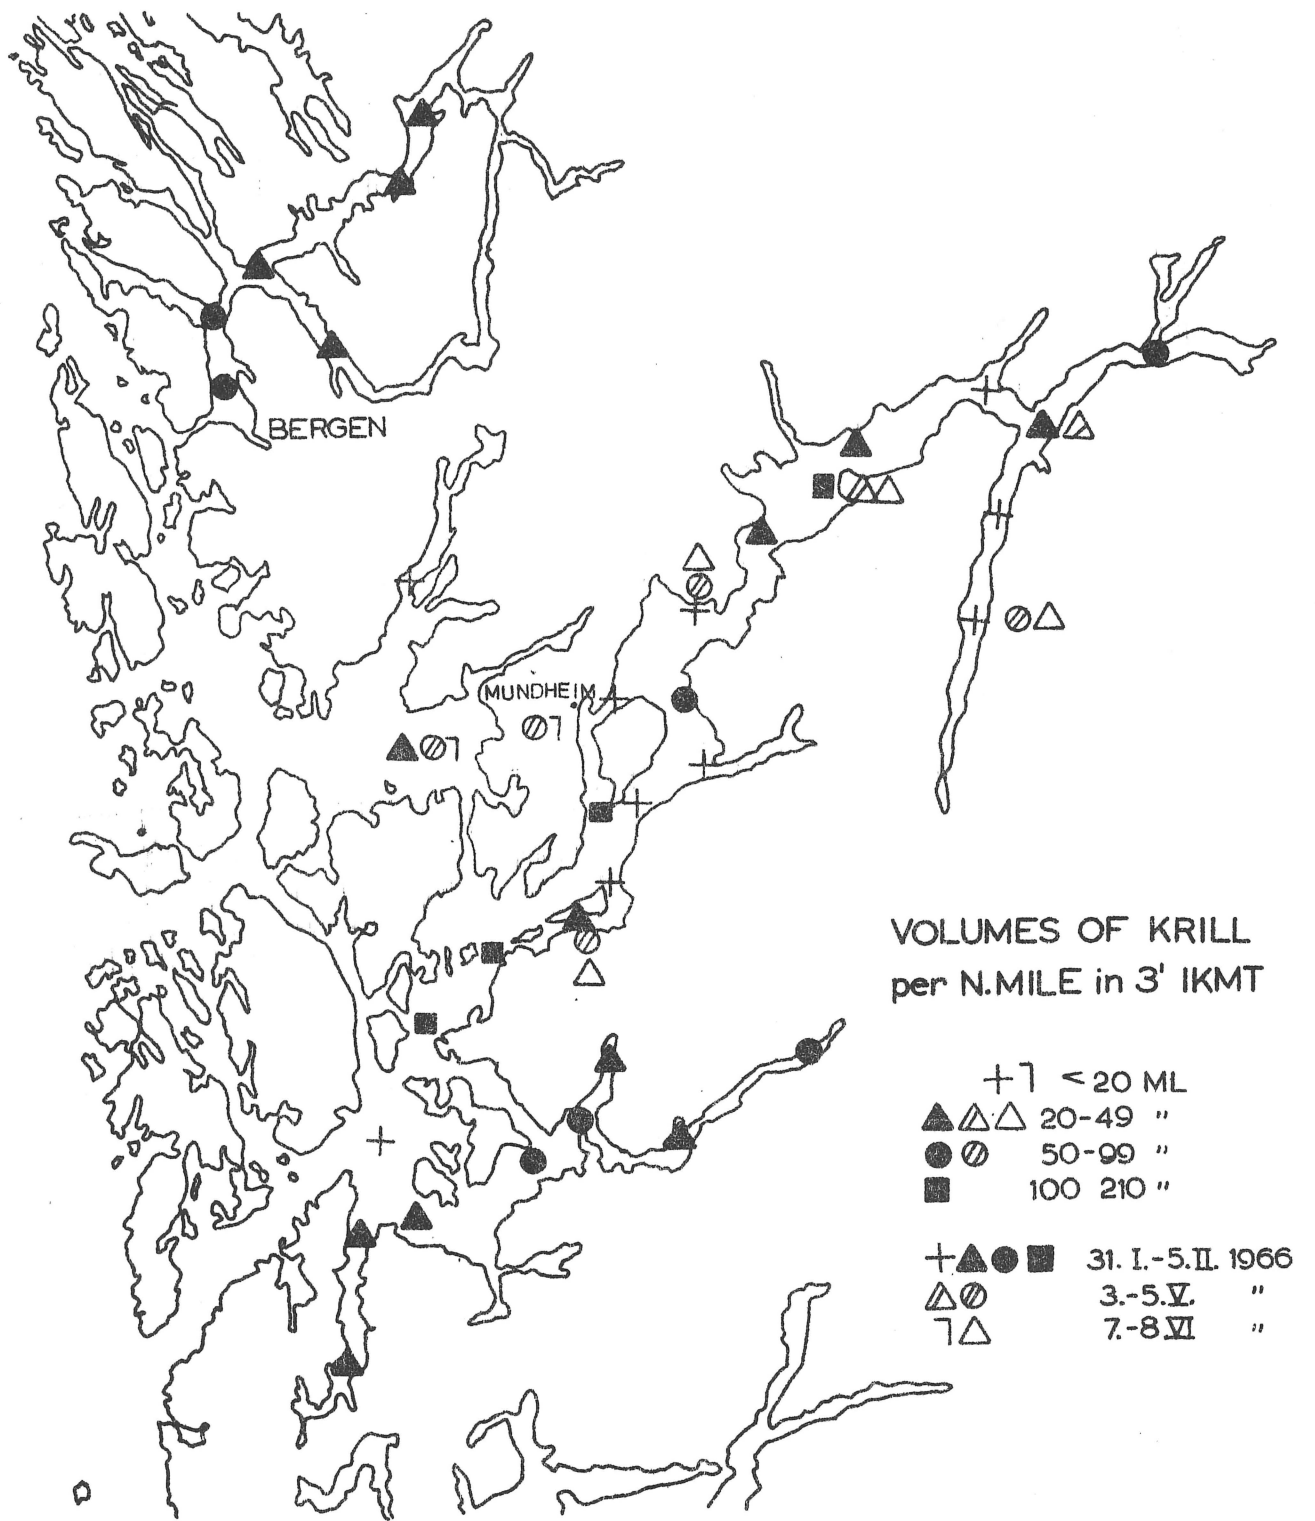 BERGEN
MUNDHEIM
VOLUMES OF KRILL
per N.MILE in 3' IKMT
<20 ML
20-49 "
50-99 "
100 210 "
31. I.-5.II. 1966
3.-5.V. "
7.-8.VI "